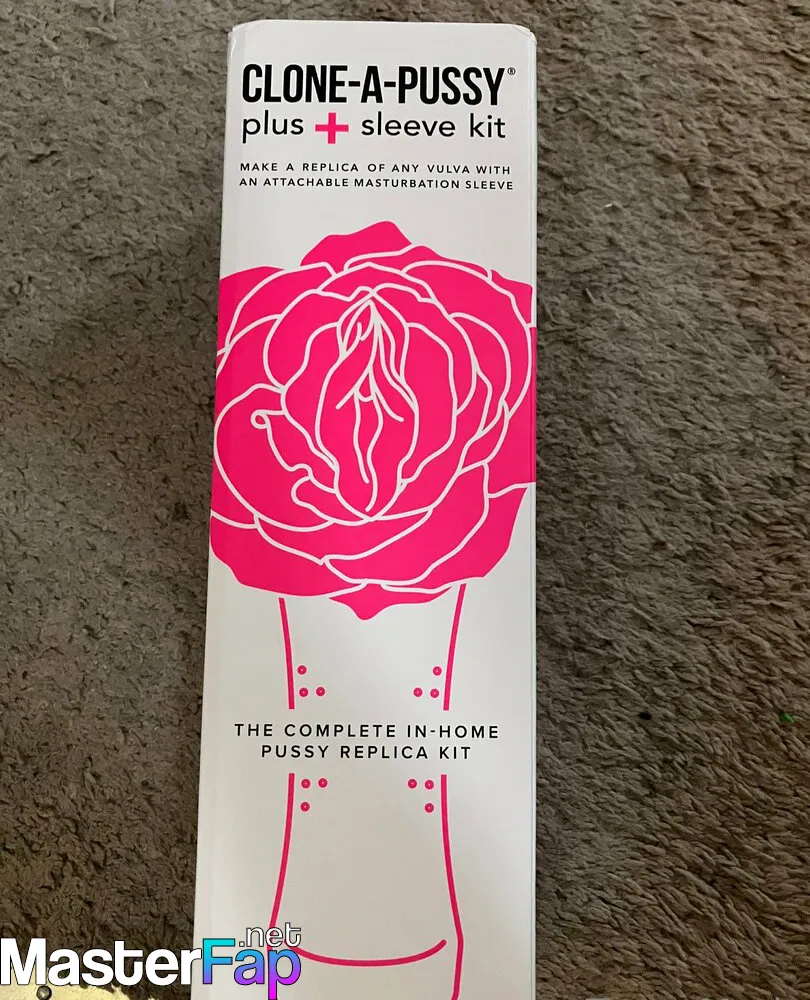 CLONE-A-PUSSY®
plus + sleeve kit
MAKE A REPLICA OF ANY VULVA WITH
AN ATTACHABLE MASTURBATION SLEEVE
THE COMPLETE IN-HOME
PUSSY REPLICA KIT
MasterFap.net